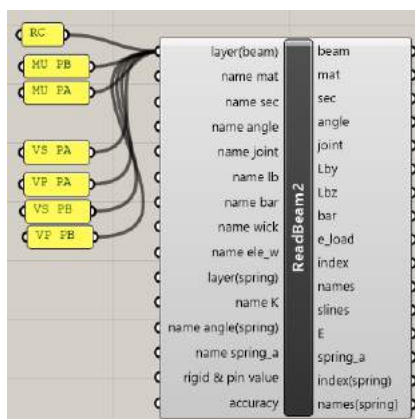 RG
MU PB
MU PA
VS PA
VP PA
VS PB
VP PB
layer(beam)
name mat
name sec
name angle
name joint
name lb
name bar
name wick
name ele_w
layer(spring)
name K
name angle(spring)
name spring_a
rigid & pin value
accuracy
ReadBeam2
beam
mat
sec
angle
joint
Lby
Lbz
bar
e_load
index
names
slines
E
spring_a
index(spring)
names(spring)